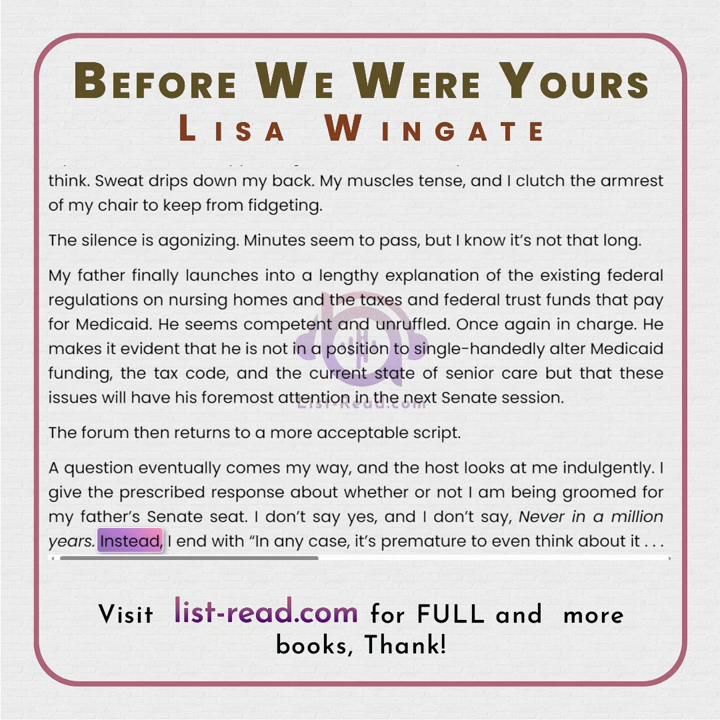 BEFORE WE WERE YOURS
LISA WINGATE
think. Sweat drips down my back. My muscles tense, and I clutch the armrest
of my chair to keep from fidgeting.
The silence is agonizing. Minutes seem to pass, but I know it’s not that long.
My father finally launches into a lengthy explanation of the existing federal
regulations on nursing homes and the taxes and federal trust funds that pay
for Medicaid. He seems competent and unruffled. Once again in charge. He
makes it evident that he is not in a position to single-handedly alter Medicaid
funding, the tax code, and the current state of senior care but that these
issues will have his foremost attention in the next Senate session.
List-Read.com
The forum then returns to a more acceptable script.
A question eventually comes my way, and the host looks at me indulgently. I
give the prescribed response about whether or not I am being groomed for
my father’s Senate seat. I don’t say yes, and I don’t say, Never in a million
years. Instead, I end with “In any case, it’s premature to even think about it . . .
Visit list-read.com for FULL and more
books, Thank!